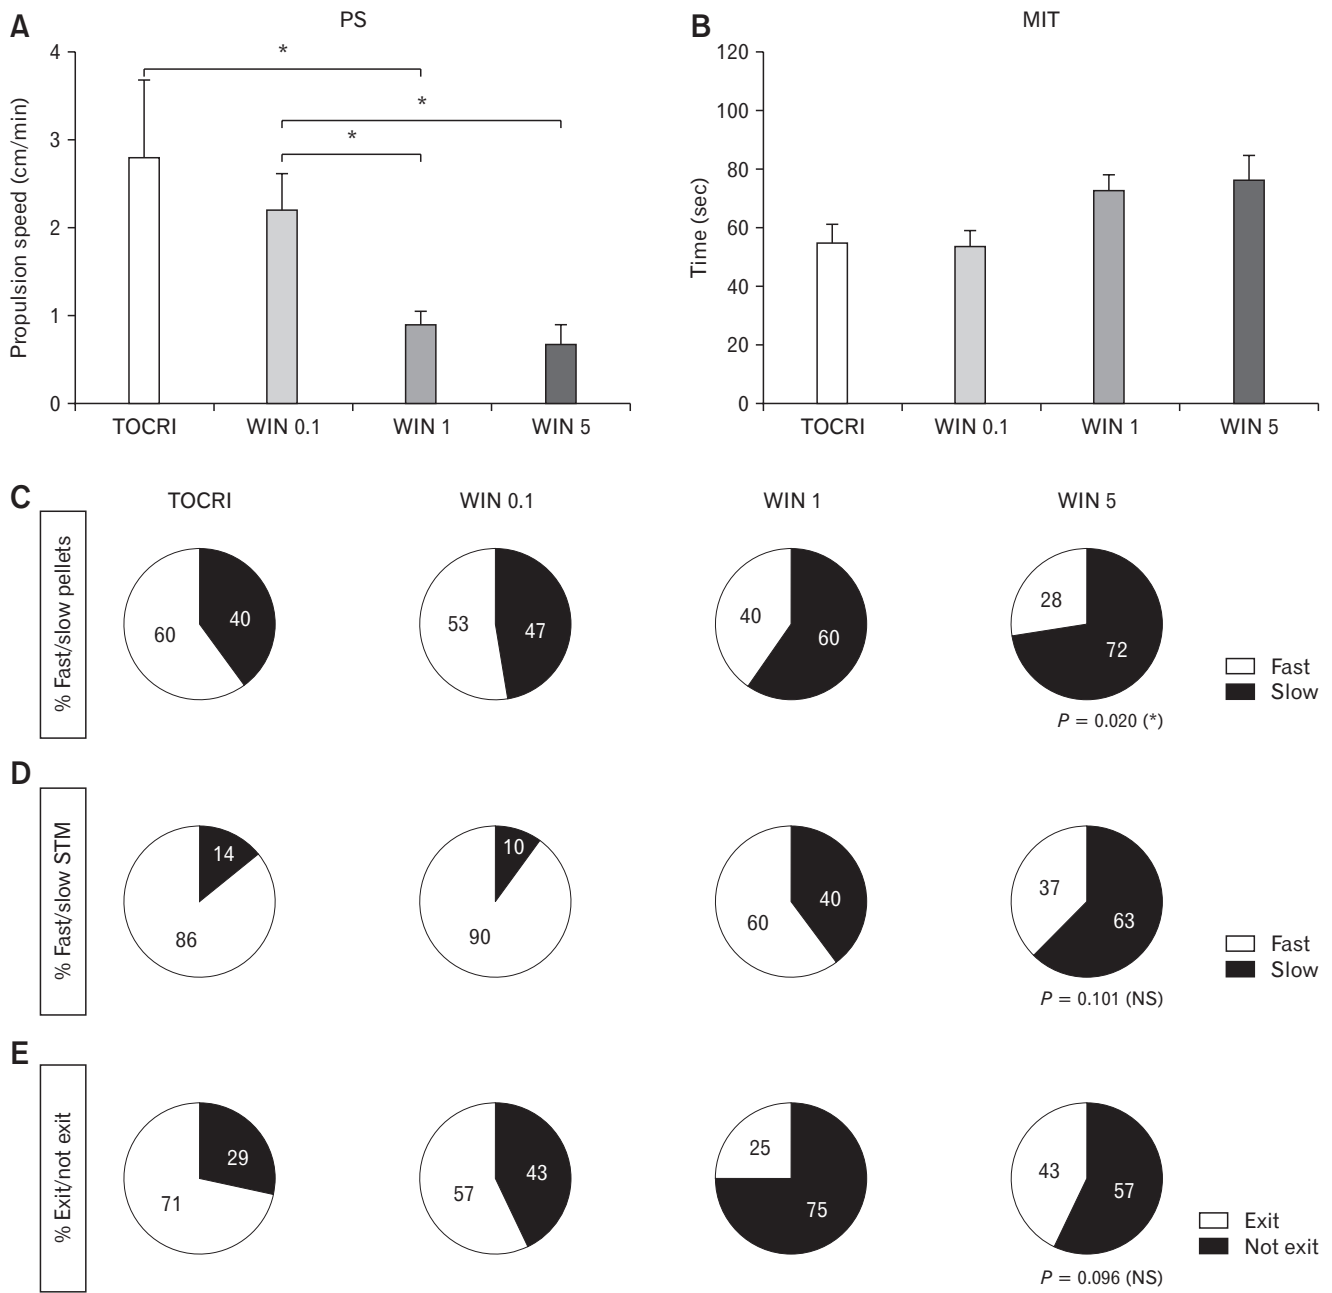 A
PS
Propulsion speed (cm/min)
4
3
2
1
0
*
*
*
TOCRI
WIN 0.1
WIN 1
WIN 5
B
MIT
Time (sec)
120
100
80
60
40
20
0
TOCRI
WIN 0.1
WIN 1
WIN 5
C
TOCRI
WIN 0.1
WIN 1
WIN 5
% Fast/slow pellets
60
40
53
47
40
60
28
72
Fast
Slow
P = 0.020 (*)
D
% Fast/slow STM
14
86
10
90
40
60
37
63
Fast
Slow
P = 0.101 (NS)
E
% Exit/not exit
29
71
43
57
25
75
43
57
Exit
Not exit
P = 0.096 (NS)